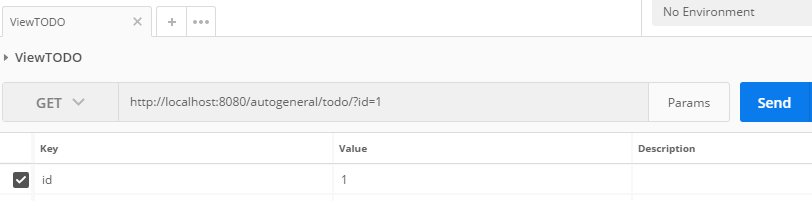 ViewTODO
No Environment
ViewTODO
GET http://localhost:8080/autogeneral/todo/?id=1 Params Send
Key Value Description
id 1